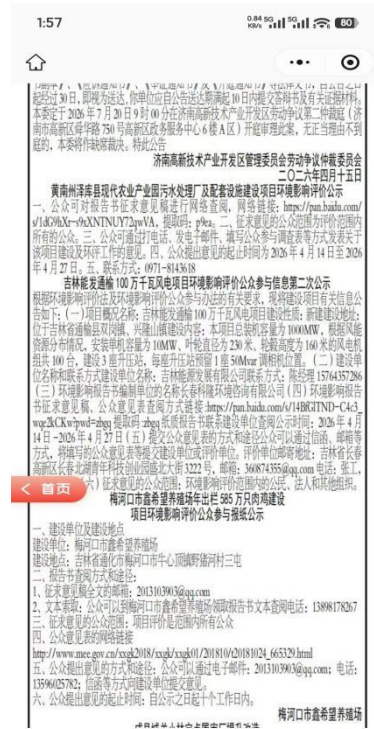 1:57
0.84 KB/s 5G 5G 80
起经过30日,即视为送达,你单位应自公告送达期满起10日内提交答辩书及有关证据材料。
本委定于2026年7月20日9时00分在济南高新技术产业开发区劳动争议第二仲裁庭(济
南市高新区舜华路750号高新区政务服务中心6楼A区)开庭审理此案,无正当理由不到
庭的,本委将作缺席裁决。特此公告
济南高新技术产业开发区管理委员会劳动争议仲裁委员会
二〇二六年四月十五日
黄南州泽库县现代农业产业园污水处理厂及配套设施建设项目环境影响评价公示
一、公众可对报告书征求意见稿进行网络查阅,网络链接:https://pan.baidu.com/
s/1dG9hXr-s9xXNTNUY72qwVA,提取码:p9ea。二、征求意见的公众范围为评价范围内
所有的公众。三、公众可通过打电话、发电子邮件、填写公众参与调查表等方式发表关于
该项目建设及环评工作的意见。四、公众提出意见的起止时间为2026年4月14日至2026
年4月27日。五、联系方式:0971-8143618
吉林能发通榆100万千瓦风电项目环境影响评价公众参与信息第二次公示
根据环境影响评价法及环境影响评价公众参与办法的有关要求,现将建设项目有关信息公
告如下:(一)项目概况名称:吉林能发通榆100万千瓦风电项目建设性质:新建建设地址:
位于吉林省通榆县双岗镇、兴隆山镇建设内容:本项目总装机容量为1000MW,根据风能
资源分布情况,安装单机容量为10MW、叶轮直径为230米、轮毂高度为160米的风电机
组共100台,建设3座升压站,每座升压站预留1座50Mvar调相机位置。(二)建设单
位名称和联系方式建设单位名称:吉林能源发展有限公司联系方式:陈经理15764357286
(三)环境影响报告书编制单位的名称长春科隆环境咨询有限公司(四)环境影响报告
书征求意见稿、公众意见表查阅方式链接:https://pan.baidu.com/s/14BGITND-C4c3_
wqe2kCKw?pwd=zbgq提取码:zbgq纸质报告书联系建设单位查阅公示时间:2026年4月
14日-2026年4月27日(五)提交公众意见表的方式和途径公众可以通过信函、邮箱等
方式,将填写的公众意见表等提交建设单位或评价单位,评价单位邮寄地址:吉林省长春
高新区长春北湖青年科技创业园盛北大街3222号,邮箱:360874355@qq.com电话:张工,
六)征求意见的公众范围:环境影响评价范围内的公民、法人和其他组织。
< 首页
梅河口市鑫希望养殖场年出栏585万只肉鸡建设
项目环境影响评价公众参与报纸公示
一、建设单位及建设地点
建设单位:梅河口市鑫希望养殖场
建设地点:吉林省通化市梅河口市牛心顶镇野猪河村三屯
二、报告书查阅方式和途径:
1、征求意见稿全文的邮箱:2013103903@qq.com
2、文本索取:公众可以到梅河口市鑫希望养殖场领取报告书文本查阅电话:13898178267
三、征求意见的公众范围:项目评价是范围内所有公众
四、公众意见表的网络链接
http://www.mee.gov.cn/xxgk2018/xxgk/xxgk01/201810/t20181024_665329.html
五、公众提出意见的方式和途径:公众可以通过电子邮件:2013103903@qq.com;电话:
13596025782;信函等方式向建设单位提交意见。
六、公众提出意见的起止时间:自公示之日起十个工作日内。
梅河口市鑫希望养殖场